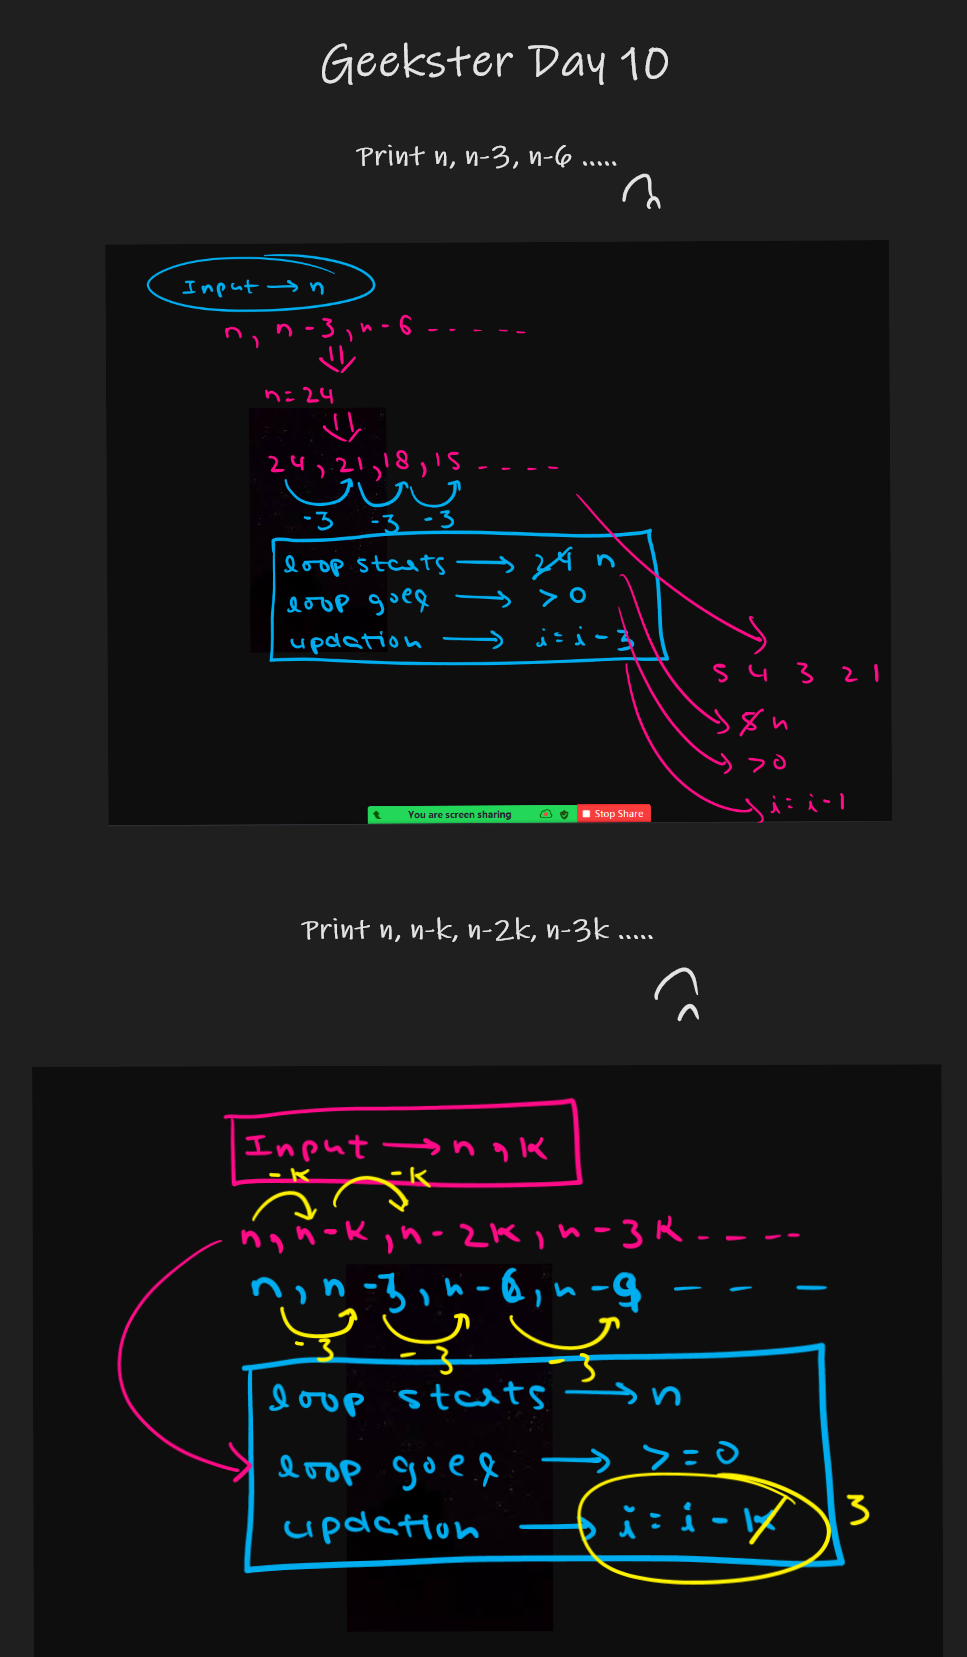 Geekster Day 10
Print n, n-3, n-6 .....
Input → n
n, n-3, n-6 -----
n=24
24, 21, 18, 15 ----
-3 -3 -3
loop starts → 24 n
loop goes → >0
updation → i=i-3
5 4 3 2 1
5 n
>0
i=i-1
You are screen sharing Stop Share
Print n, n-k, n-2k, n-3k .....
Input → n, k
-k -k
n, n-k, n-2k, n-3k ----
n, n-3, n-6, n-9 ---
-3 -3 -3
loop starts → n
loop goes → >=0
updation → i=i-k 3